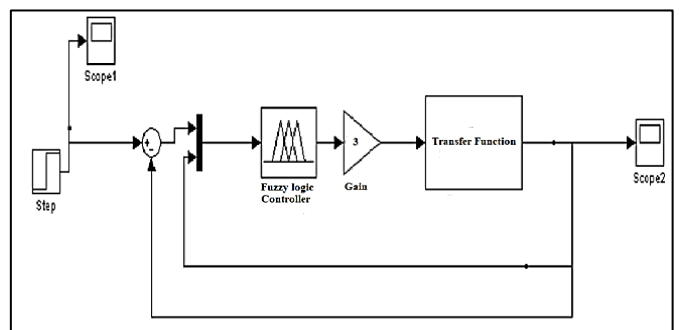 Scope1
Step
+
-
Fuzzy logic
Controller
3
Gain
Transfer Function
Scope2